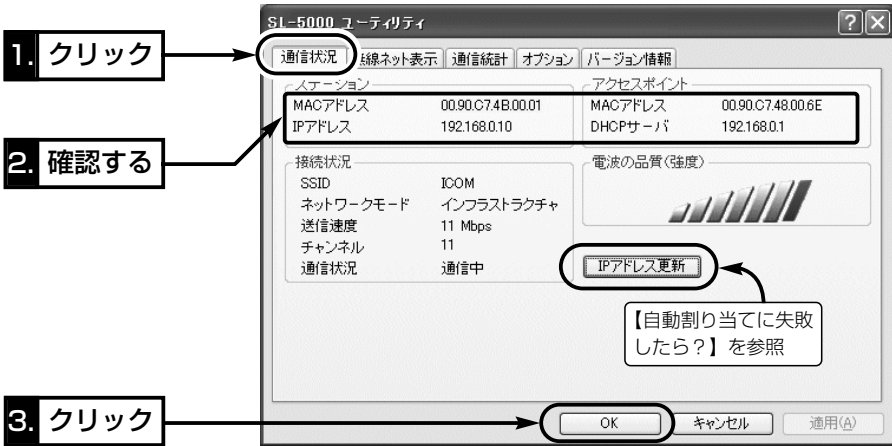 SL-5000 ユーティリティ
1. クリック
通信状況
線ネット表示
通信統計
オプション
バージョン情報
ステーション
MACアドレス 00.90.C7.4B.00.01
IPアドレス 192.168.0.10
アクセスポイント
MACアドレス 00.90.C7.48.00.6E
DHCPサーバ 192.168.0.1
2. 確認する
接続状況
SSID ICOM
ネットワークモード インフラストラクチャ
送信速度 11 Mbps
チャンネル 11
通信状況 通信中
電波の品質(強度)
IPアドレス更新
【自動割り当てに失敗
したら？】を参照
3. クリック
OK
キャンセル
適用(A)